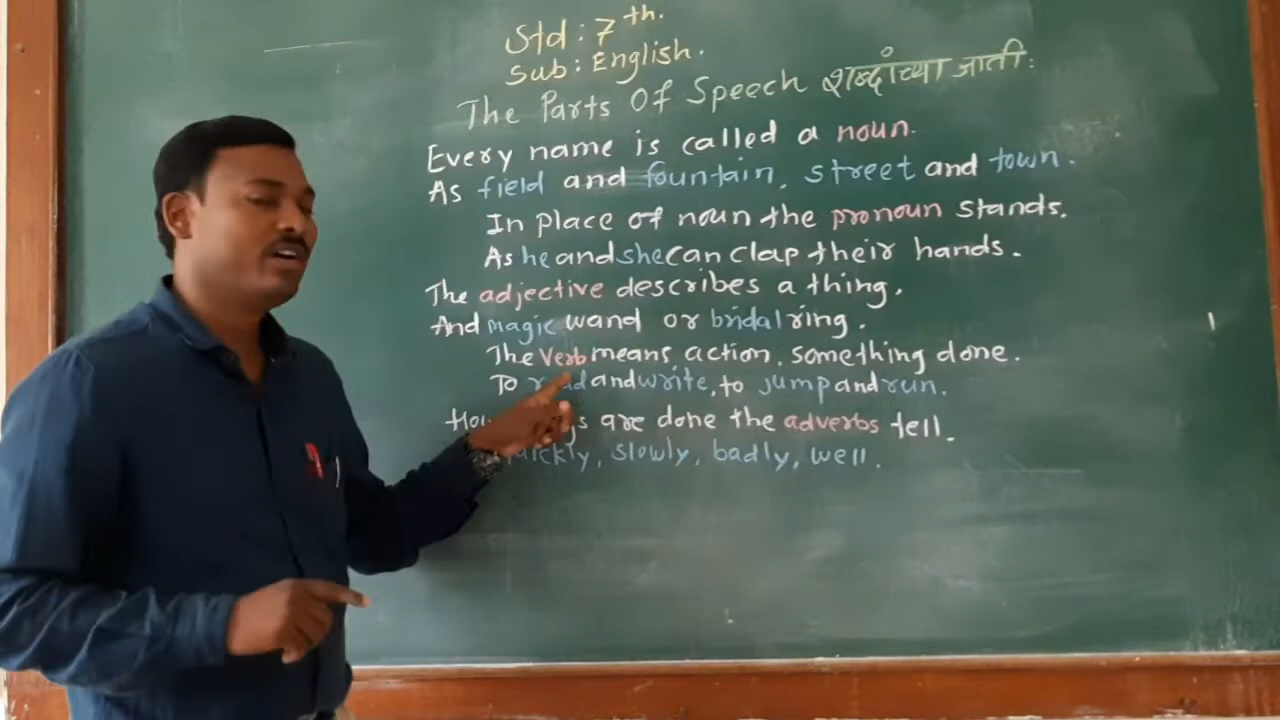 Std : 7th.
Sub : English.
The Parts Of Speech शब्दांच्या जाती :
Every name is called a noun.
As field and fountain, street and town.
In place of noun the pronoun stands.
As he and she can clap their hands.
The adjective describes a thing,
And magic wand or bridal ring.
The verb means action, something done.
To read and write, to jump and run.
How are done the adverbs tell.
quickly, slowly, badly, well.